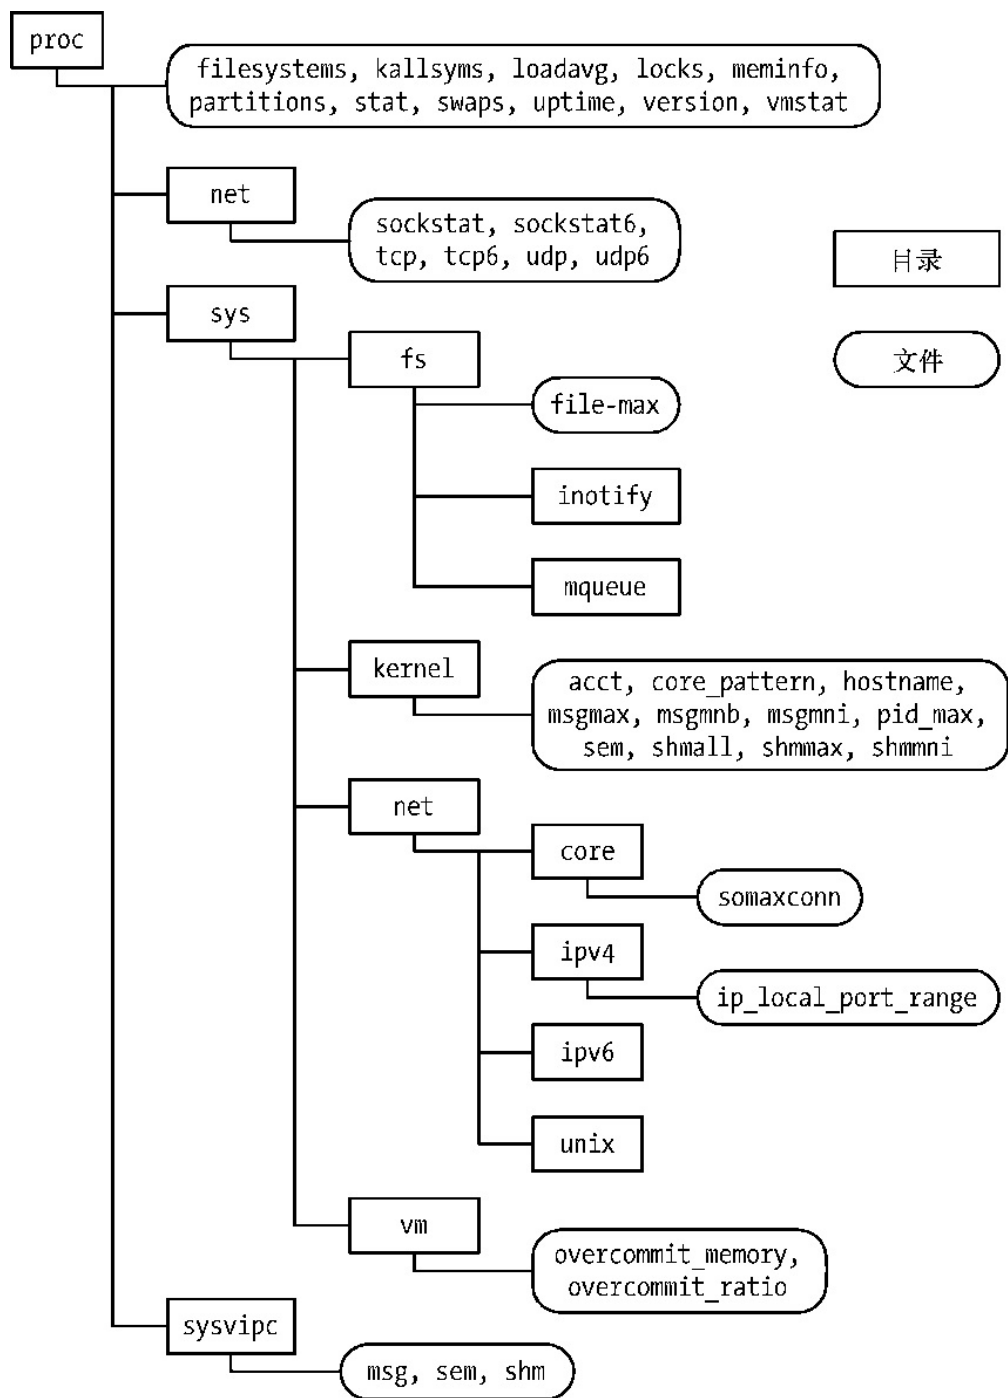 proc
filesystems, kallsyms, loadavg, locks, meminfo,
partitions, stat, swaps, uptime, version, vmstat
net
sockstat, sockstat6,
tcp, tcp6, udp, udp6
目录
sys
fs
文件
file-max
inotify
mqueue
kernel
acct, core_pattern, hostname,
msgmax, msgmnb, msgmni, pid_max,
sem, shmall, shmmax, shmmni
net
core
somaxconn
ipv4
ip_local_port_range
ipv6
unix
vm
overcommit_memory,
overcommit_ratio
sysvipc
msg, sem, shm